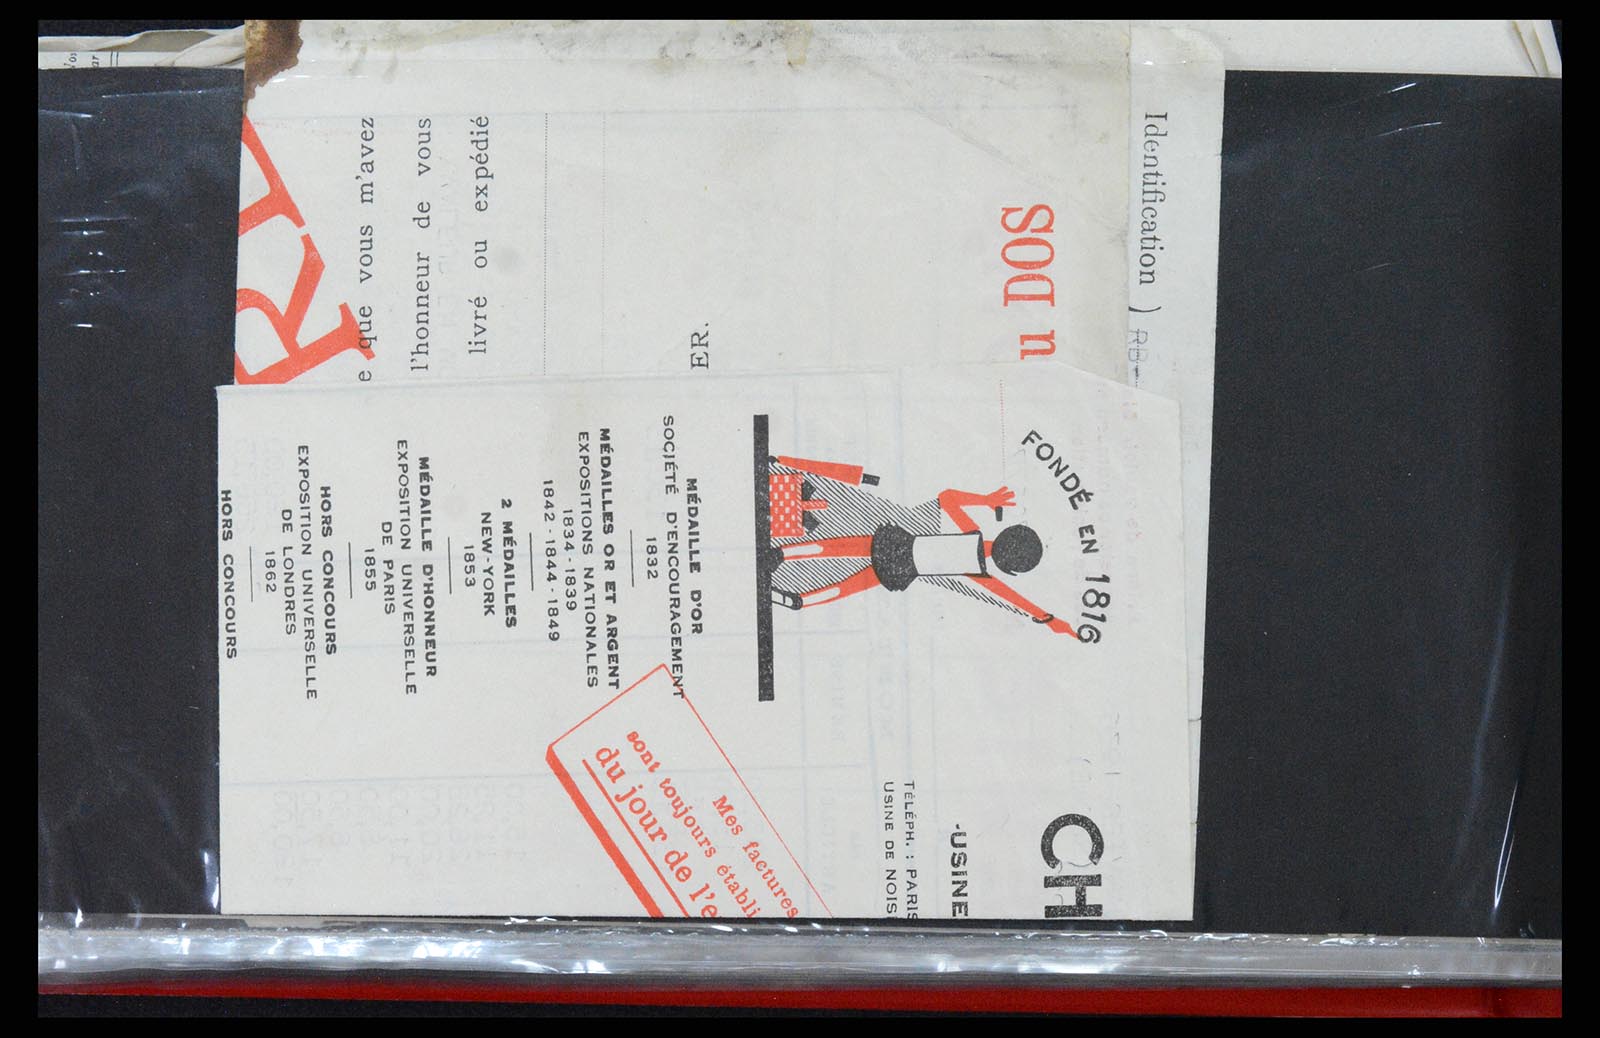 Identification )
SOD n
ER.
livré ou expédié
l'honneur de vous
e que vous m'avez
FONDÉ EN 1816
CH
-USINE
TÉLÉPH. : PARIS
USINE DE NOIS
MÉDAILLE D'OR
SOCIÉTÉ D'ENCOURAGEMENT
1832
MÉDAILLES OR ET ARGENT
EXPOSITIONS NATIONALES
1834-1839
1842-1844-1849
2 MÉDAILLES
NEW-YORK
1853
MÉDAILLE D'HONNEUR
EXPOSITION UNIVERSELLE
DE PARIS
1855
HORS CONCOURS
EXPOSITION UNIVERSELLE
DE LONDRES
1862
HORS CONCOURS
Mes factures
sont toujours établi
du jour de l'e